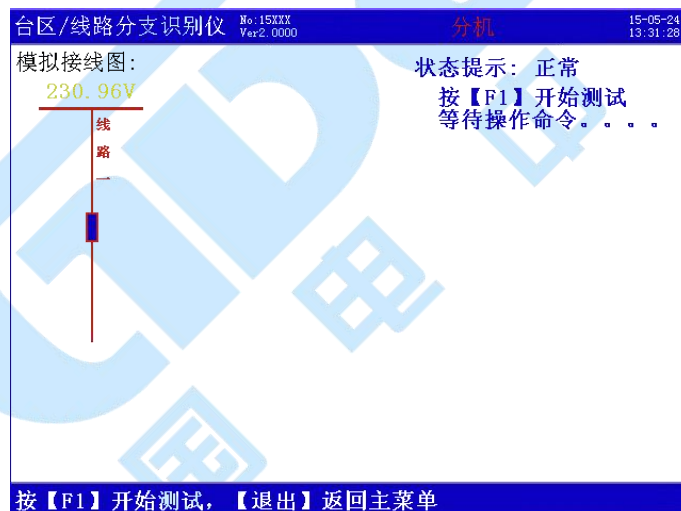 台区/线路分支识别仪 No:15XXX Ver2.0000 分机 15-05-24 13:31:28
模拟接线图:
230.96V
线路一
状态提示: 正常
按【F1】开始测试
等待操作命令。。。。
国电
按【F1】开始测试，【退出】返回主菜单